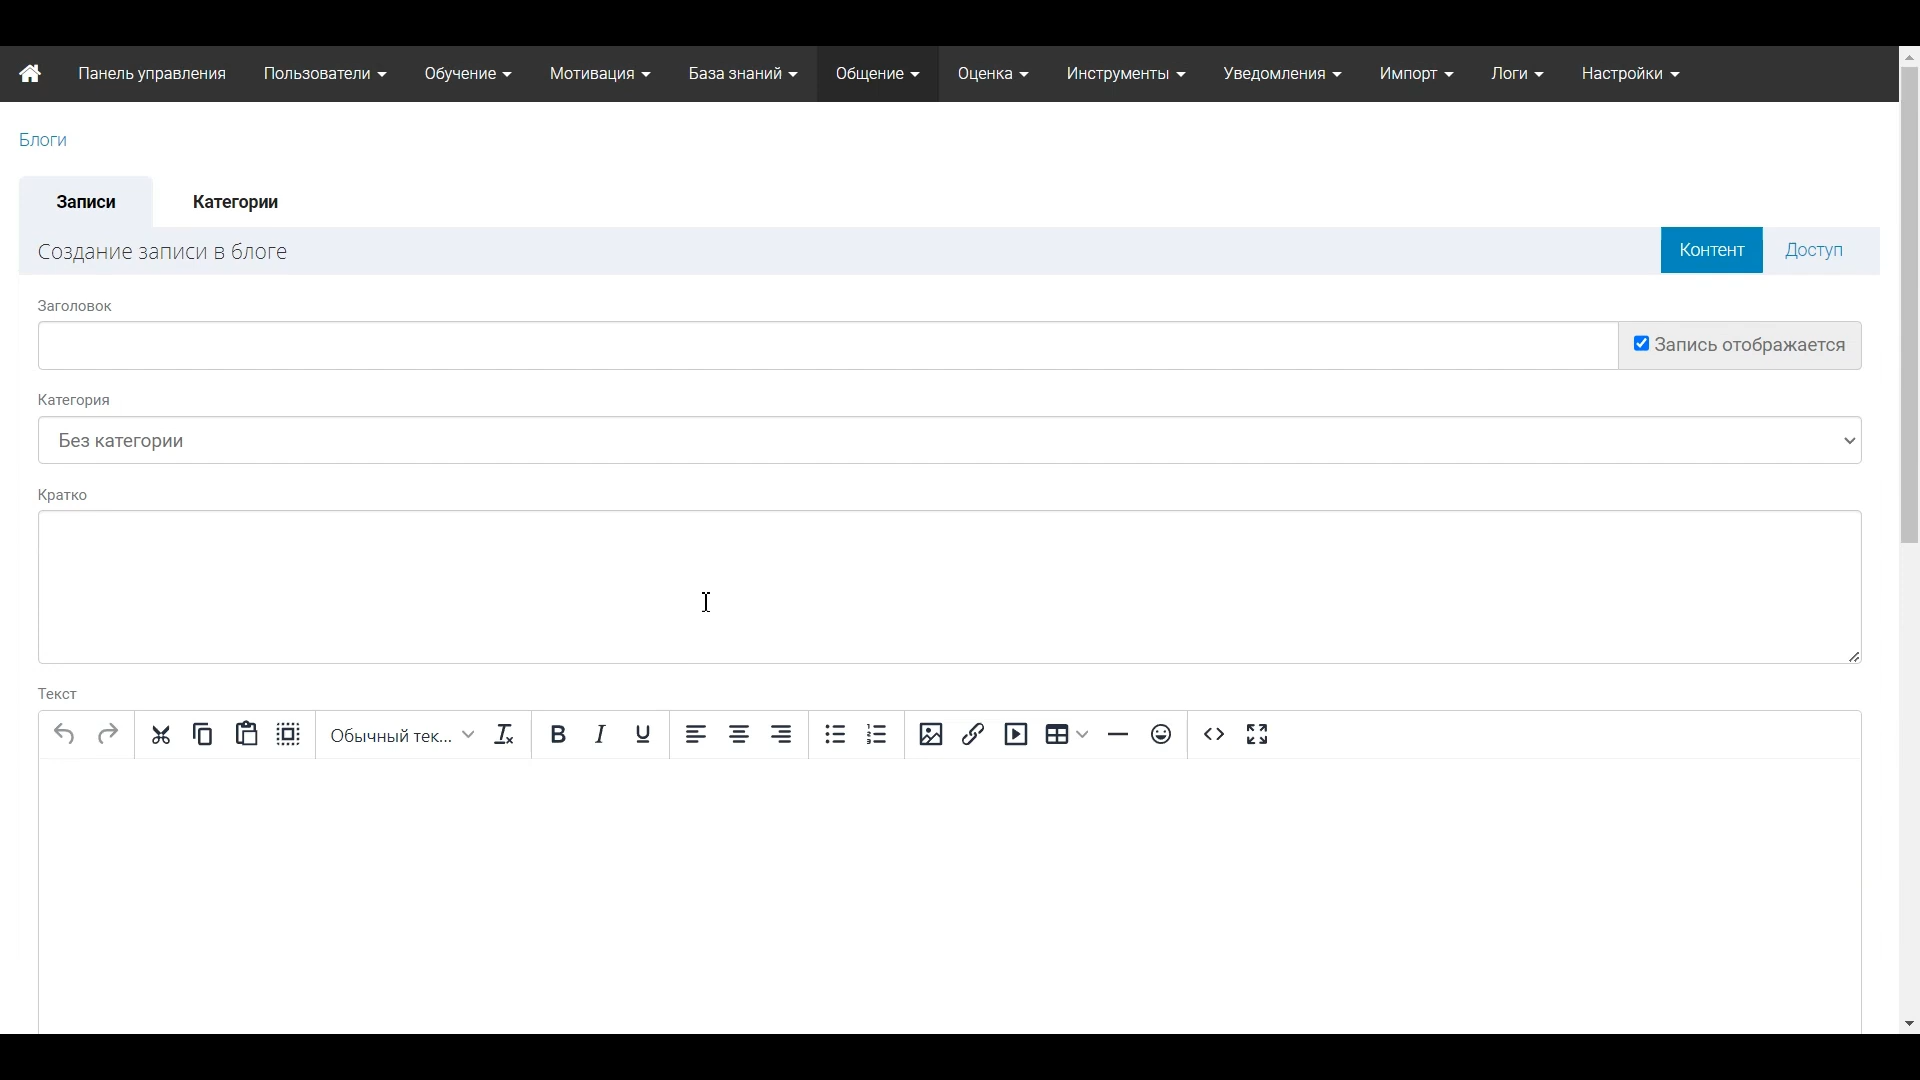 Панель управления Пользователи Обучение Мотивация База знаний Общение Оценка Инструменты Уведомления Импорт Логи Настройки
Блоги
Записи Категории
Создание записи в блоге Контент Доступ
Заголовок
Запись отображается
Категория
Без категории
Кратко
Текст
Обычный тек...